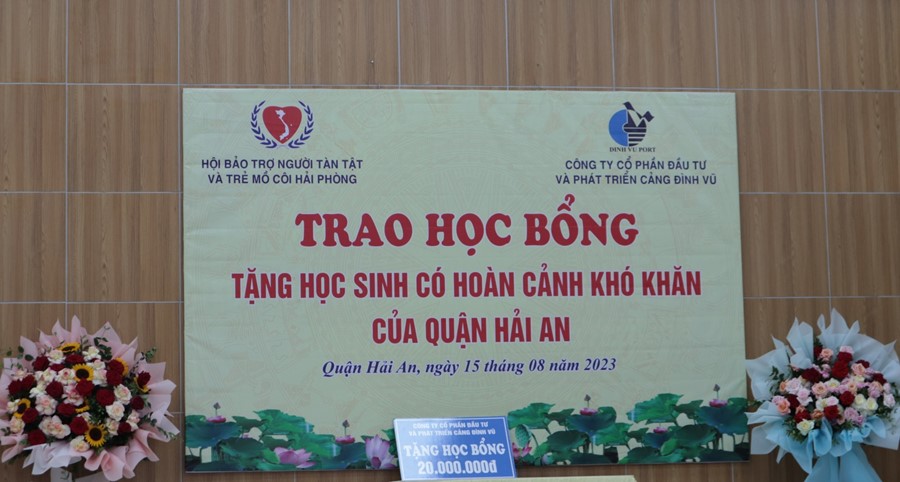 HỘI BẢO TRỢ NGƯỜI TÀN TẬT
VÀ TRẺ MỒ CÔI HẢI PHÒNG
DINH VU PORT
CÔNG TY CỔ PHẦN ĐẦU TƯ
VÀ PHÁT TRIỂN CẢNG ĐÌNH VŨ
TRAO HỌC BỔNG
TẶNG HỌC SINH CÓ HOÀN CẢNH KHÓ KHĂN
CỦA QUẬN HẢI AN
Quận Hải An, ngày 15 tháng 08 năm 2023
CÔNG TY CỔ PHẦN ĐẦU TƯ
VÀ PHÁT TRIỂN CẢNG ĐÌNH VŨ
TẶNG HỌC BỔNG
20.000.000đ